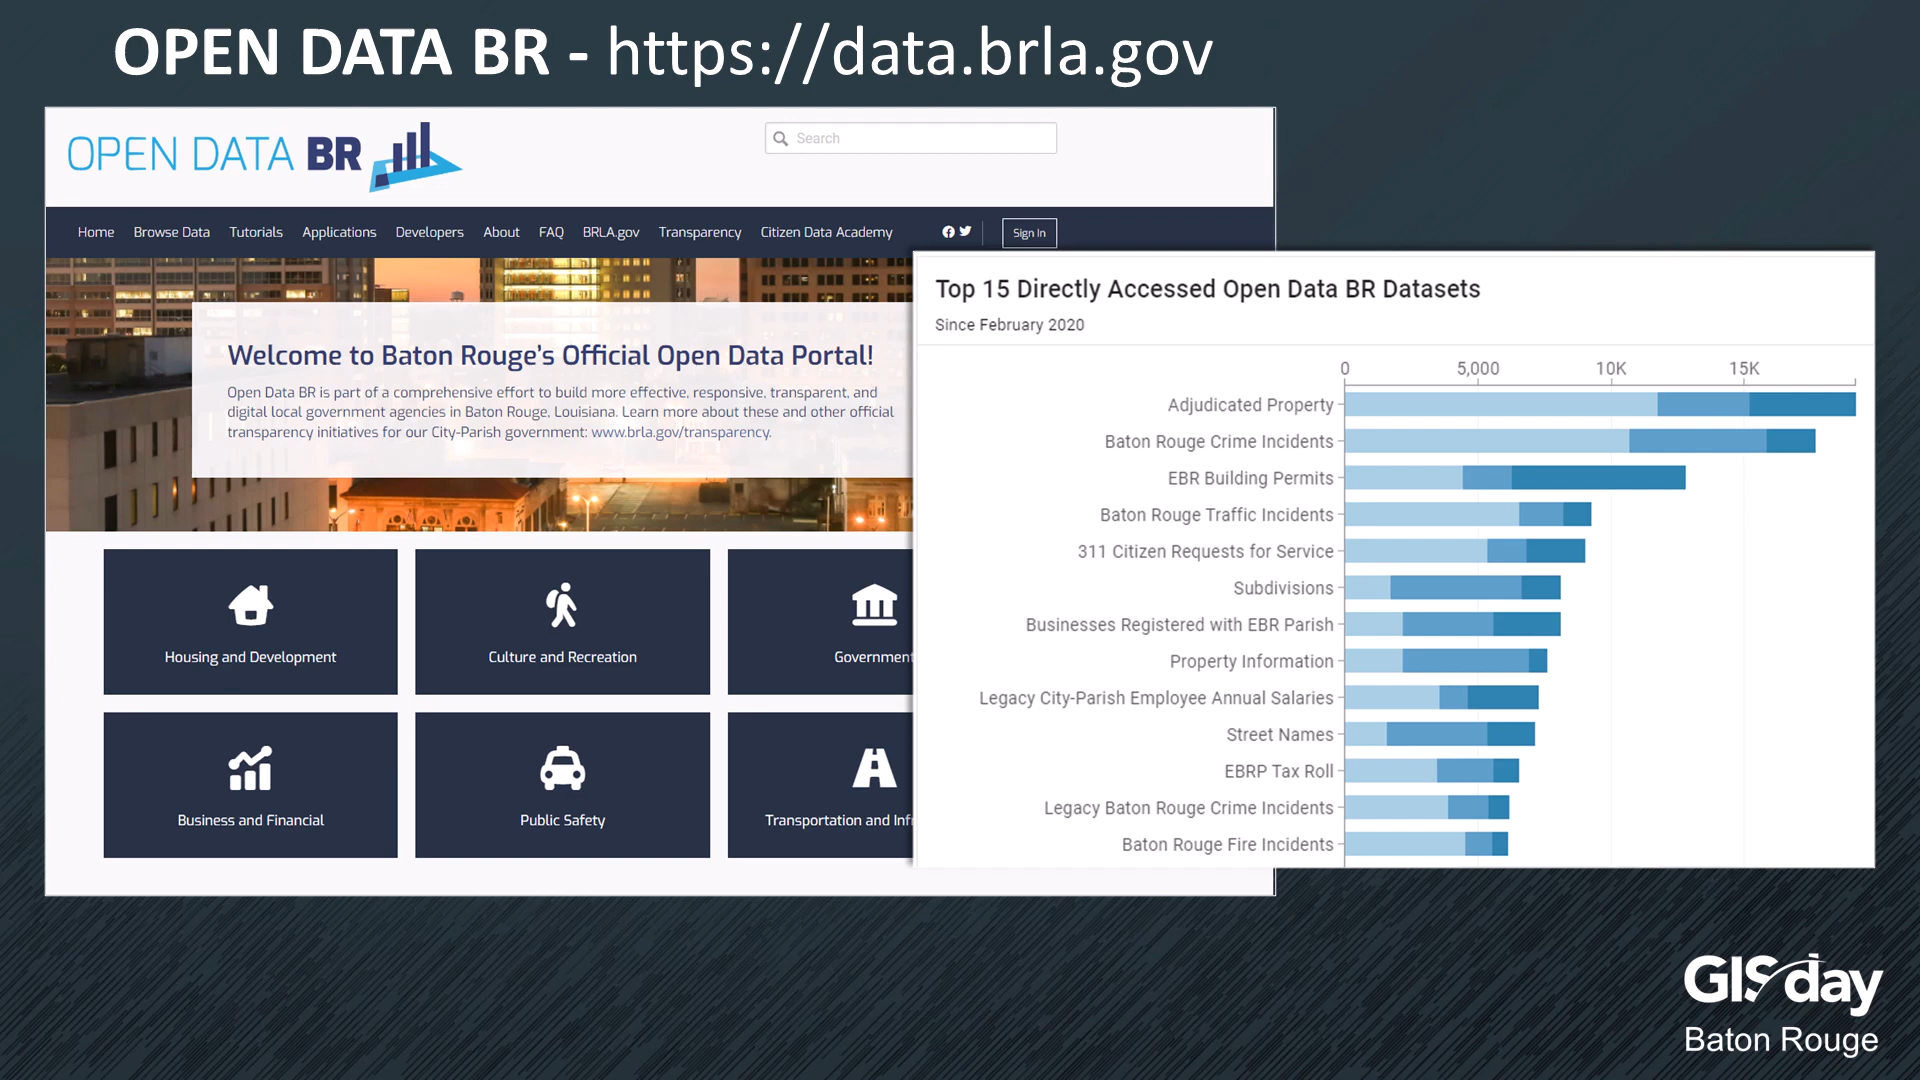 OPEN DATA BR - https://data.brla.gov
OPEN DATA BR
Search
Home Browse Data Tutorials Applications Developers About FAQ BRLA.gov Transparency Citizen Data Academy Sign In
Welcome to Baton Rouge's Official Open Data Portal!
Open Data BR is part of a comprehensive effort to build more effective, responsive, transparent, and
digital local government agencies in Baton Rouge, Louisiana. Learn more about these and other official
transparency initiatives for our City-Parish government: www.brla.gov/transparency.
Housing and Development
Culture and Recreation
Government
Business and Financial
Public Safety
Transportation and Inf
Top 15 Directly Accessed Open Data BR Datasets
Since February 2020
0 5,000 10K 15K
Adjudicated Property
Baton Rouge Crime Incidents
EBR Building Permits
Baton Rouge Traffic Incidents
311 Citizen Requests for Service
Subdivisions
Businesses Registered with EBR Parish
Property Information
Legacy City-Parish Employee Annual Salaries
Street Names
EBRP Tax Roll
Legacy Baton Rouge Crime Incidents
Baton Rouge Fire Incidents
GISday
Baton Rouge